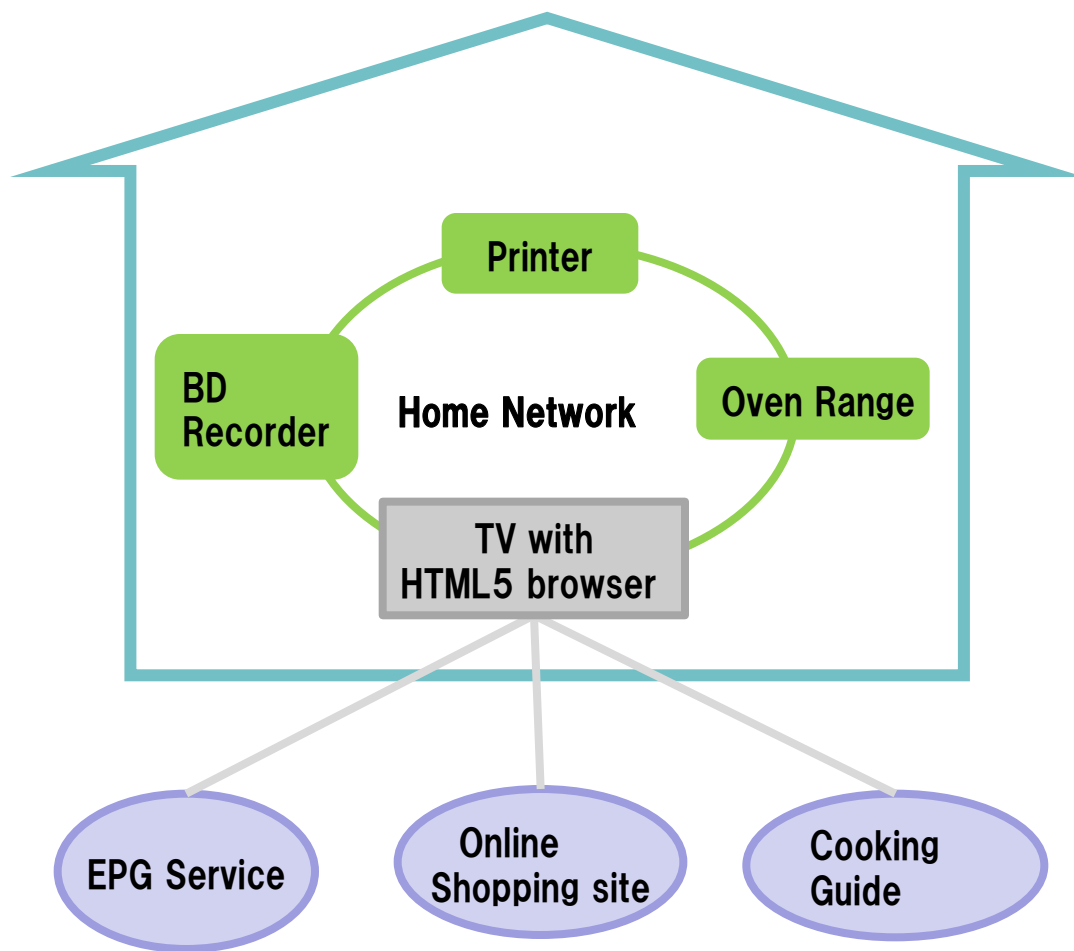 Printer
BD
Recorder
Home Network
Oven Range
TV with
HTML5 browser
EPG Service
Online
Shopping site
Cooking
Guide